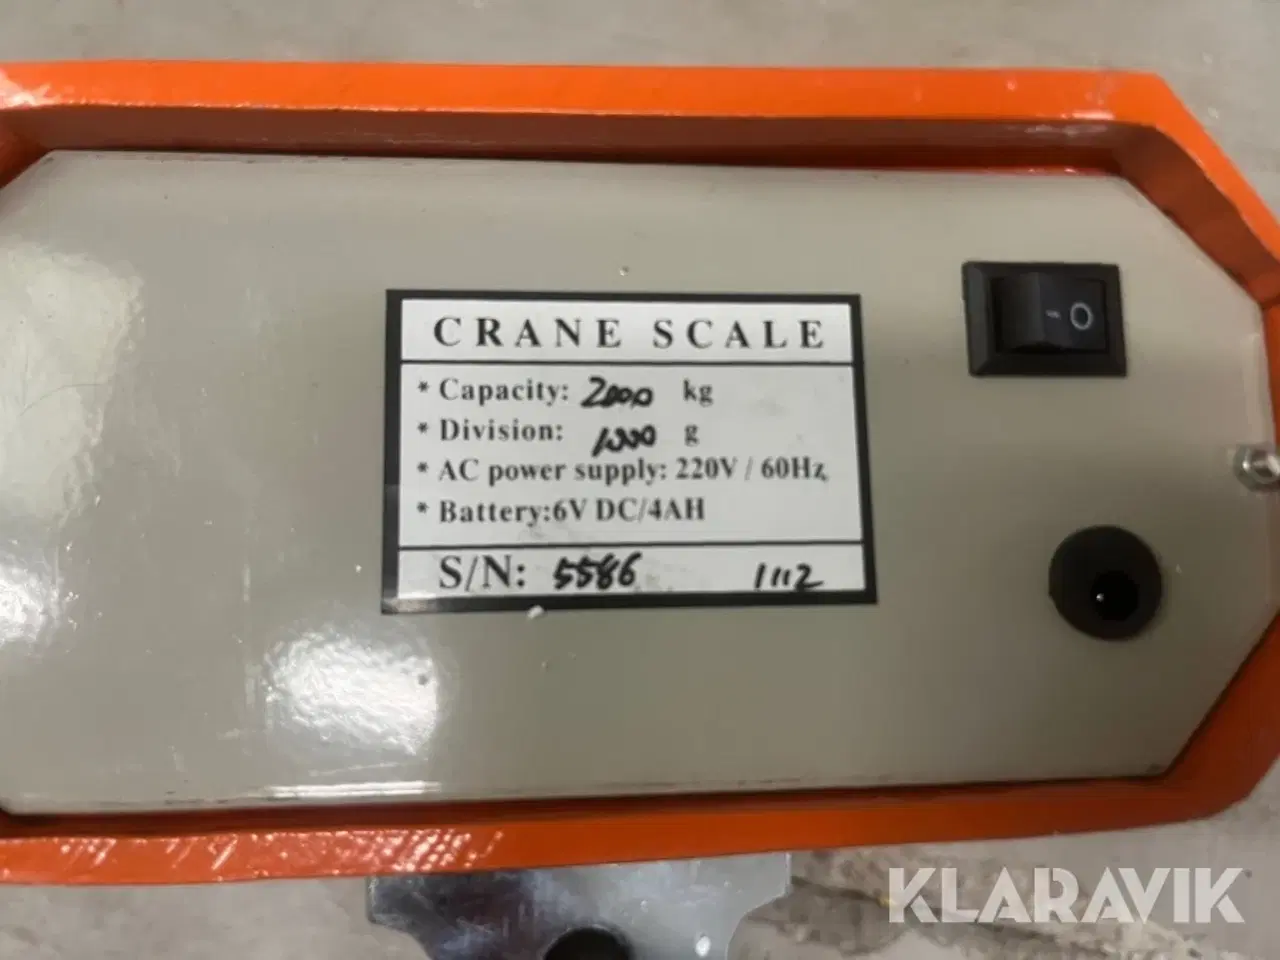 CRANE SCALE
* Capacity: 2000 kg
* Division: 1000 g
* AC power supply: 220V / 60Hz
* Battery:6V DC/4AH
S/N: 5586 1112
KLARAVIK